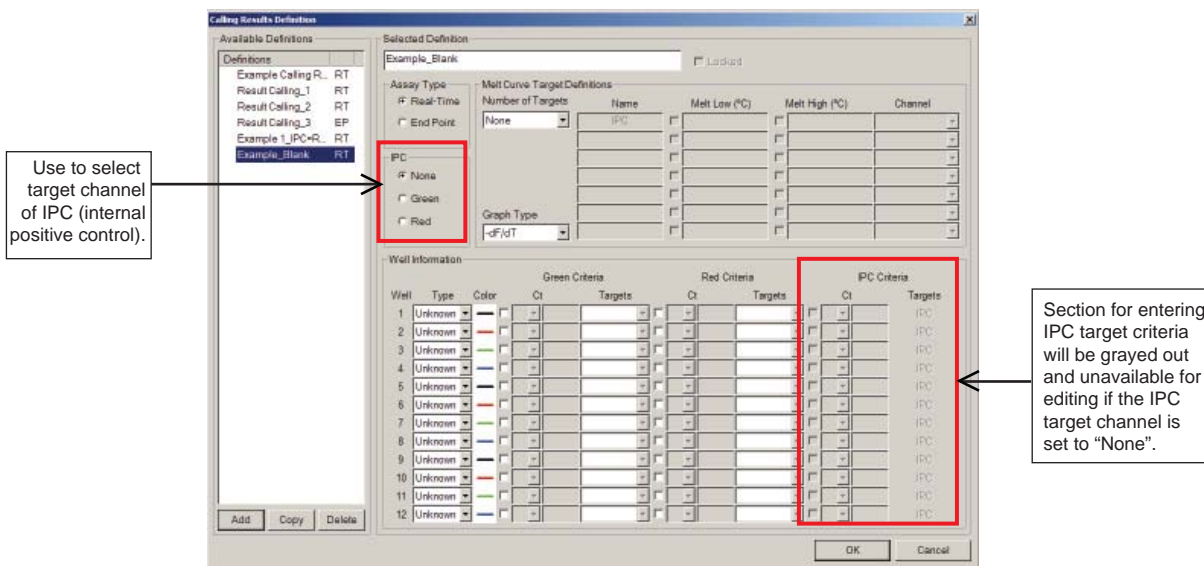 Calling Results Definition
Available Definitions
Definitions
Example Calling R... RT
Result Calling_1 RT
Result Calling_2 RT
Result Calling_3 EP
Example 1_IPC+R... RT
Example_Blank RT
Add Copy Delete
Selected Definition
Example_Blank
Locked
Assay Type
Real-Time
End Point
IPC
None
Green
Red
Melt Curve Target Definitions
Number of Targets Name Melt Low (ºC) Melt High (ºC) Channel
None IPC
Graph Type
-dF/dT
Well Information
Green Criteria Red Criteria IPC Criteria
Well Type Color Ct Targets Ct Targets Ct Targets
1 Unknown IPC
2 Unknown IPC
3 Unknown IPC
4 Unknown IPC
5 Unknown IPC
6 Unknown IPC
7 Unknown IPC
8 Unknown IPC
9 Unknown IPC
10 Unknown IPC
11 Unknown IPC
12 Unknown IPC
OK Cancel
Use to select
target channel
of IPC (internal
positive control).
Section for entering
IPC target criteria
will be grayed out
and unavailable for
editing if the IPC
target channel is
set to “None”.